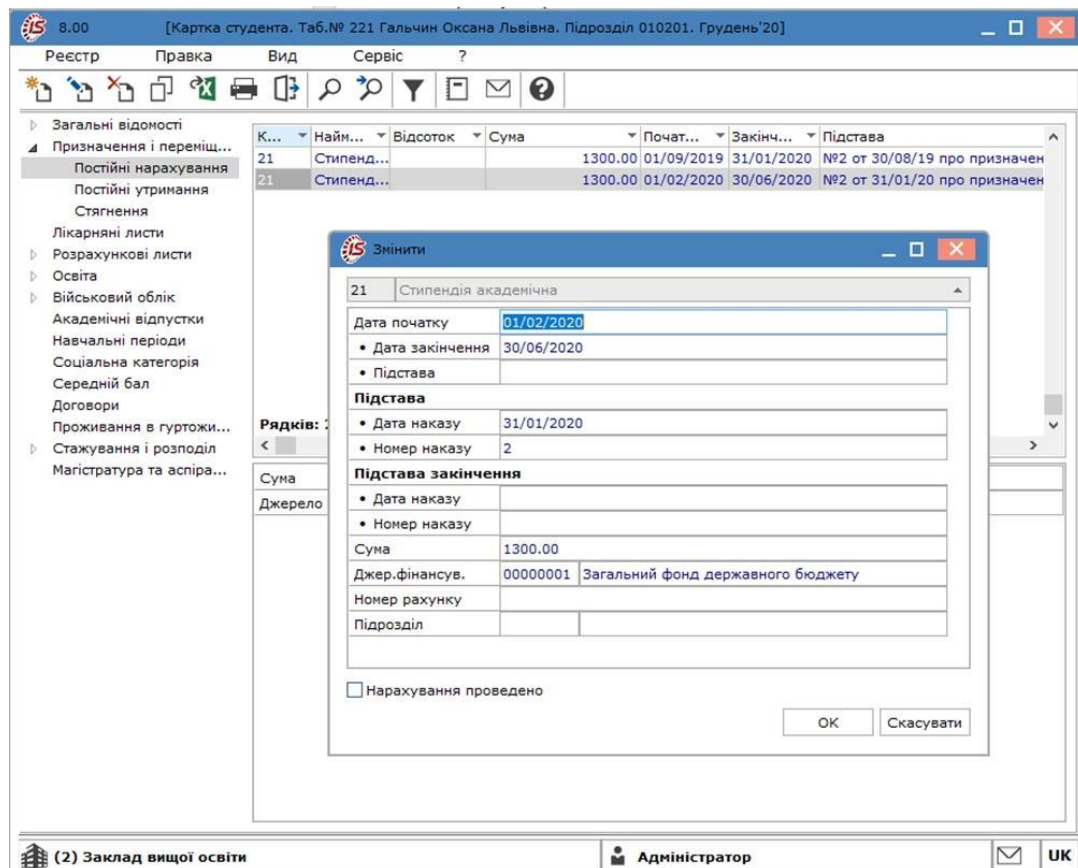 8.00 [Картка студента. Таб.№ 221 Гальчин Оксана Львівна. Підрозділ 010201. Грудень'20]
Реєстр Правка Вид Сервіс ?
Загальні відомості
Призначення і переміщ...
Постійні нарахування
Постійні утримання
Стягнення
Лікарняні листи
Розрахункові листи
Освіта
Військовий облік
Академічні відпустки
Навчальні періоди
Соціальна категорія
Середній бал
Договори
Проживання в гуртожи...
Стажування і розподіл
Магістратура та аспіра...
К... Найм... Відсоток Сума Почат... Закінч... Підстава
21 Стипенд... 1300.00 01/09/2019 31/01/2020 №2 от 30/08/19 про призначен
21 Стипенд... 1300.00 01/02/2020 30/06/2020 №2 от 31/01/20 про призначен
Рядків:
Сума
Джерело
Змінити
21 Стипендія академічна
Дата початку 01/02/2020
• Дата закінчення 30/06/2020
• Підстава
Підстава
• Дата наказу 31/01/2020
• Номер наказу 2
Підстава закінчення
• Дата наказу
• Номер наказу
Сума 1300.00
Джер.фінансув. 00000001 Загальний фонд державного бюджету
Номер рахунку
Підрозділ
Нарахування проведено
OK Скасувати
(2) Заклад вищої освіти Адміністратор UK